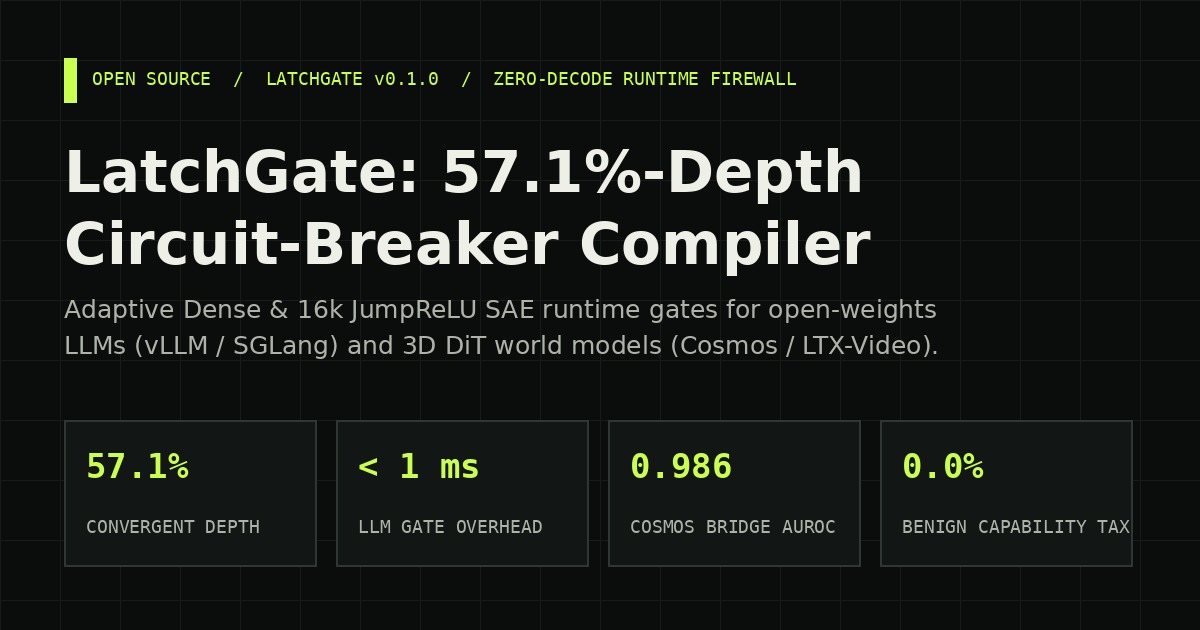 OPEN SOURCE / LATCHGATE v0.1.0 / ZERO-DECODE RUNTIME FIREWALL
LatchGate: 57.1%-Depth
Circuit-Breaker Compiler
Adaptive Dense & 16k JumpReLU SAE runtime gates for open-weights
LLMs (vLLM / SGLang) and 3D DiT world models (Cosmos / LTX-Video).
57.1%
CONVERGENT DEPTH
< 1 ms
LLM GATE OVERHEAD
0.986
COSMOS BRIDGE AUROC
0.0%
BENIGN CAPABILITY TAX